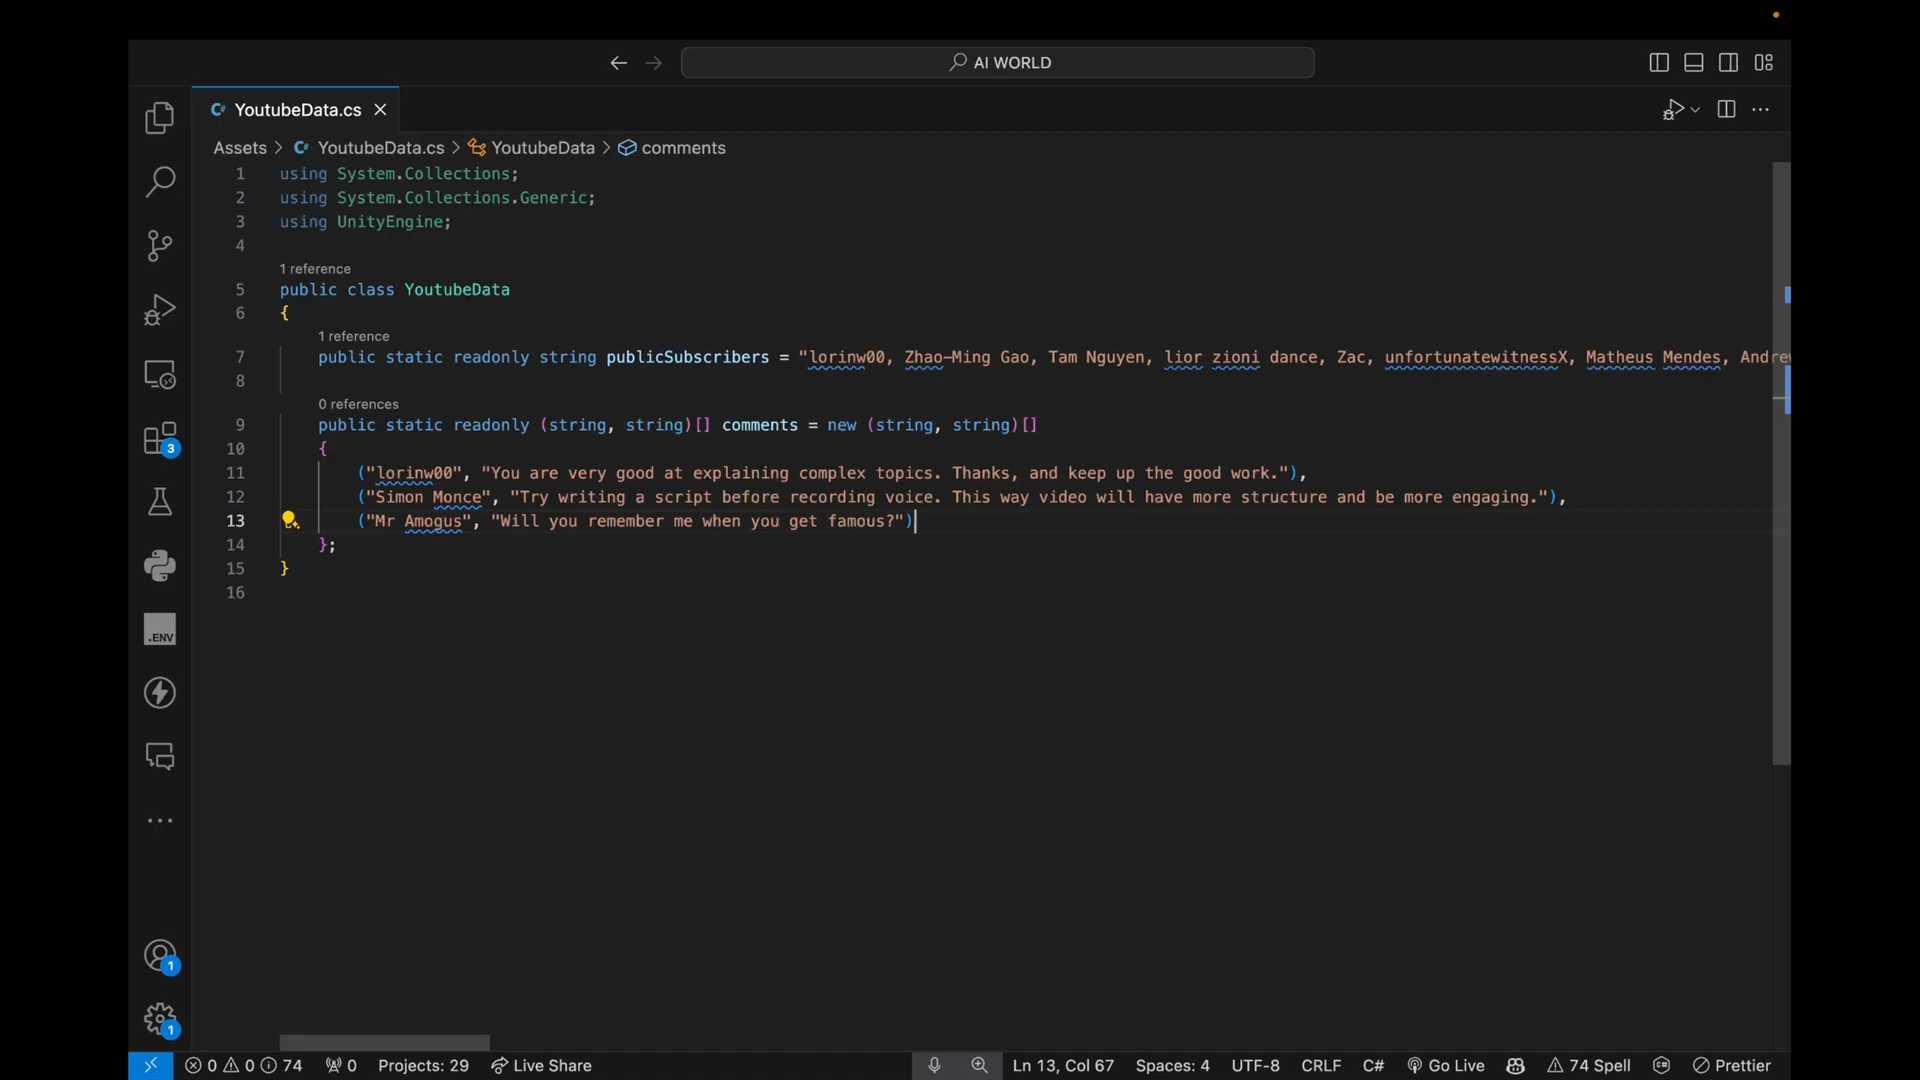 AI WORLD
YoutubeData.cs
Assets > YoutubeData.cs > YoutubeData > comments
1 using System.Collections;
2 using System.Collections.Generic;
3 using UnityEngine;
4
1 reference
5 public class YoutubeData
6 {
1 reference
7 public static readonly string publicSubscribers = "lorinw00, Zhao-Ming Gao, Tam Nguyen, lior zioni dance, Zac, unfortunatewitnessX, Matheus Mendes, Andrew
8
0 references
9 public static readonly (string, string)[] comments = new (string, string)[]
10 {
11 ("lorinw00", "You are very good at explaining complex topics. Thanks, and keep up the good work."),
12 ("Simon Monce", "Try writing a script before recording voice. This way video will have more structure and be more engaging."),
13 ("Mr Amogus", "Will you remember me when you get famous?")
14 };
15 }
16
3
.ENV
1
1
0 0 74 0 Projects: 29 Live Share Ln 13, Col 67 Spaces: 4 UTF-8 CRLF C# Go Live 74 Spell Prettier